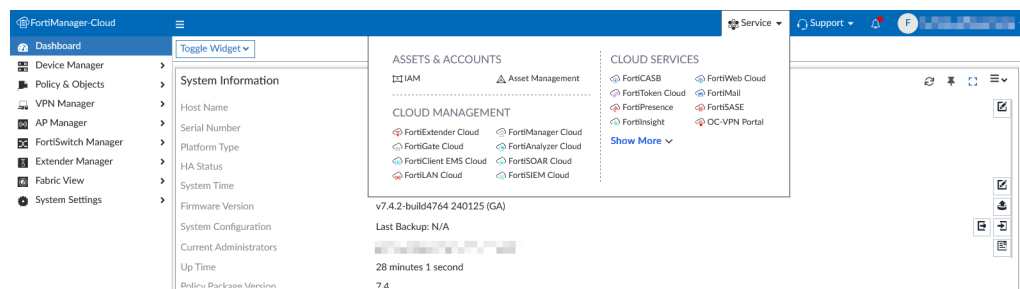 FortiManager-Cloud
Service
Support
F
Dashboard
Device Manager
Policy & Objects
VPN Manager
AP Manager
FortiSwitch Manager
Extender Manager
Fabric View
System Settings
Toggle Widget
System Information
Host Name
Serial Number
Platform Type
HA Status
System Time
Firmware Version v7.4.2-build4764 240125 (GA)
System Configuration Last Backup: N/A
Current Administrators
Up Time 28 minutes 1 second
Policy Package Version 7.4
ASSETS & ACCOUNTS
IAM Asset Management
CLOUD MANAGEMENT
FortiExtender Cloud FortiManager Cloud
FortiGate Cloud FortiAnalyzer Cloud
FortiClient EMS Cloud FortiSOAR Cloud
FortiLAN Cloud FortiSIEM Cloud
CLOUD SERVICES
FortiCASB FortiWeb Cloud
FortiToken Cloud FortiMail
FortiPresence FortiSASE
FortiInsight OC-VPN Portal
Show More